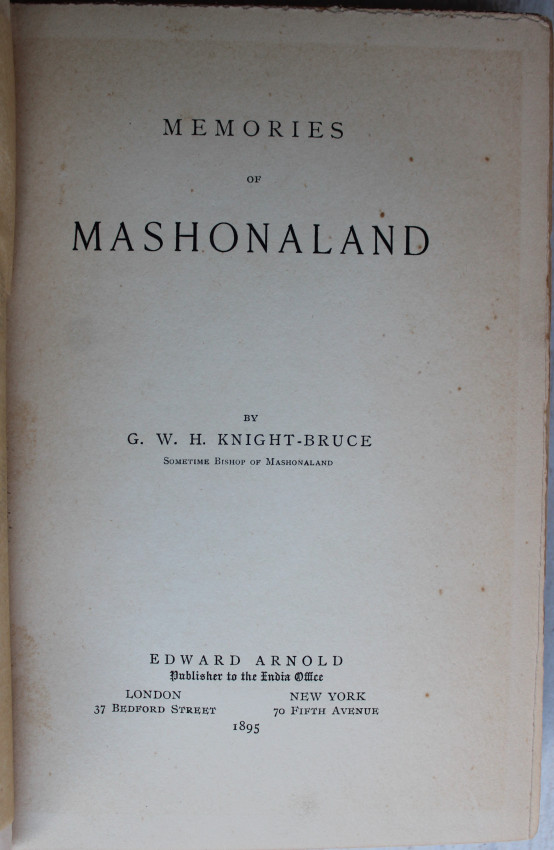 MEMORIES
OF
MASHONALAND
BY
G. W. H. KNIGHT-BRUCE
SOMETIME BISHOP OF MASHONALAND
EDWARD ARNOLD
Publisher to the India Office
LONDON NEW YORK
37 BEDFORD STREET 70 FIFTH AVENUE
1895